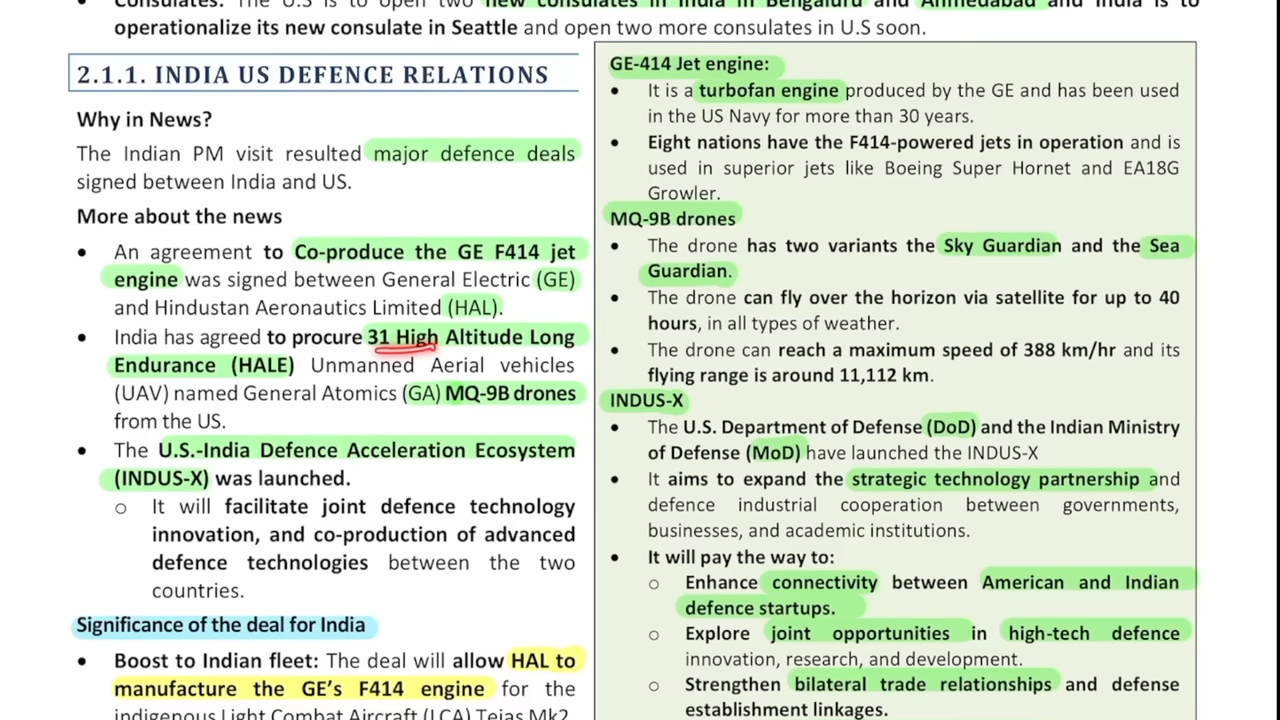 • Consulates: The U.S is to open two new consulates in India in Bengaluru and Ahmedabad and India is to
operationalize its new consulate in Seattle and open two more consulates in U.S soon.
2.1.1. INDIA US DEFENCE RELATIONS
Why in News?
The Indian PM visit resulted major defence deals
signed between India and US.
More about the news
• An agreement to Co-produce the GE F414 jet
engine was signed between General Electric (GE)
and Hindustan Aeronautics Limited (HAL).
• India has agreed to procure 31 High Altitude Long
Endurance (HALE) Unmanned Aerial vehicles
(UAV) named General Atomics (GA) MQ-9B drones
from the US.
• The U.S.-India Defence Acceleration Ecosystem
(INDUS-X) was launched.
o It will facilitate joint defence technology
innovation, and co-production of advanced
defence technologies between the two
countries.
Significance of the deal for India
• Boost to Indian fleet: The deal will allow HAL to
manufacture the GE's F414 engine for the
indigenous Light Combat Aircraft (LCA) Tejas Mk2.
GE-414 Jet engine:
• It is a turbofan engine produced by the GE and has been used
in the US Navy for more than 30 years.
• Eight nations have the F414-powered jets in operation and is
used in superior jets like Boeing Super Hornet and EA18G
Growler.
MQ-9B drones
• The drone has two variants the Sky Guardian and the Sea
Guardian.
• The drone can fly over the horizon via satellite for up to 40
hours, in all types of weather.
• The drone can reach a maximum speed of 388 km/hr and its
flying range is around 11,112 km.
INDUS-X
• The U.S. Department of Defense (DoD) and the Indian Ministry
of Defense (MoD) have launched the INDUS-X
• It aims to expand the strategic technology partnership and
defence industrial cooperation between governments,
businesses, and academic institutions.
• It will pay the way to:
o Enhance connectivity between American and Indian
defence startups.
o Explore joint opportunities in high-tech defence
innovation, research, and development.
o Strengthen bilateral trade relationships and defense
establishment linkages.